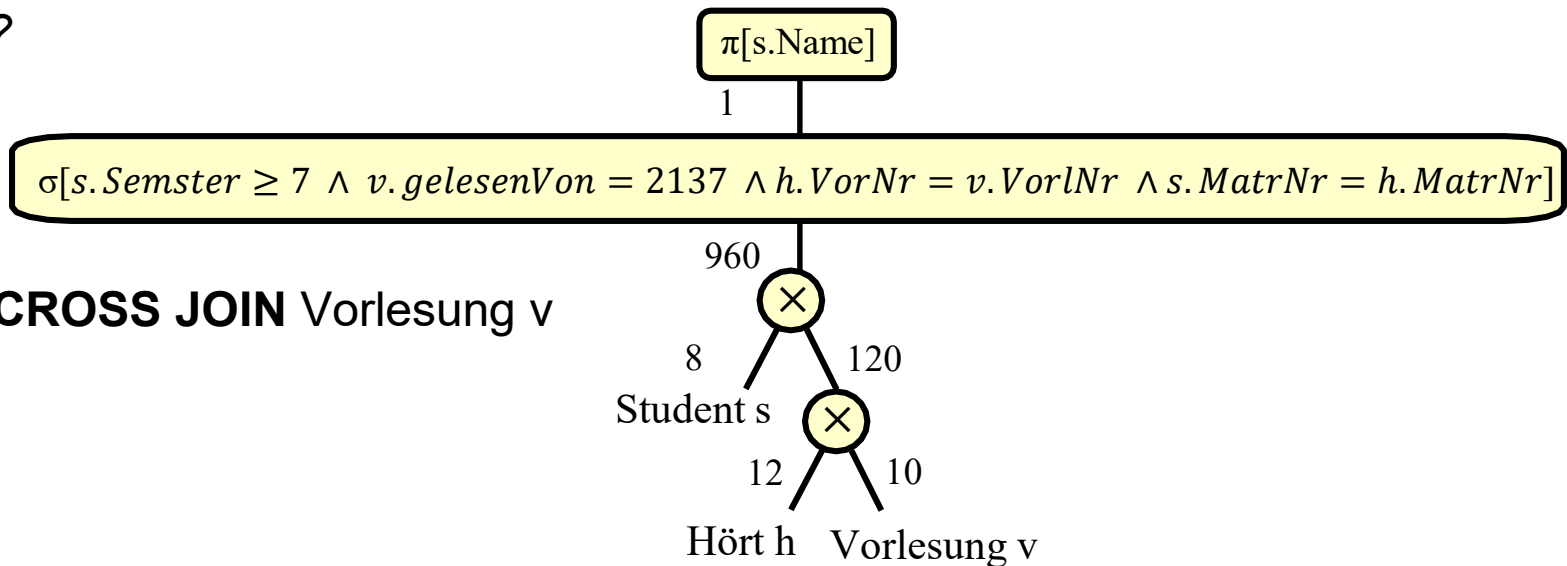 ?
π[s.Name]
1
σ[s.Semster ≥ 7 ∧ v.gelesenVon = 2137 ∧ h.VorNr = v.VorlNr ∧ s.MatrNr = h.MatrNr]
960
×
CROSS JOIN Vorlesung v
8 120
Student s ×
12 10
Hört h Vorlesung v